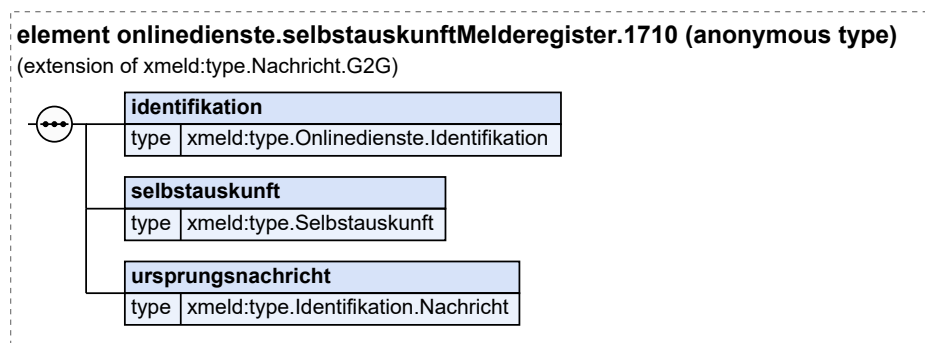 element onlinedienste.selbstauskunftMelderegister.1710 (anonymous type)
(extension of xmeld:type.Nachricht.G2G)
identifikation
type xmeld:type.Onlinedienste.Identifikation
selbstauskunft
type xmeld:type.Selbstauskunft
ursprungsnachricht
type xmeld:type.Identifikation.Nachricht